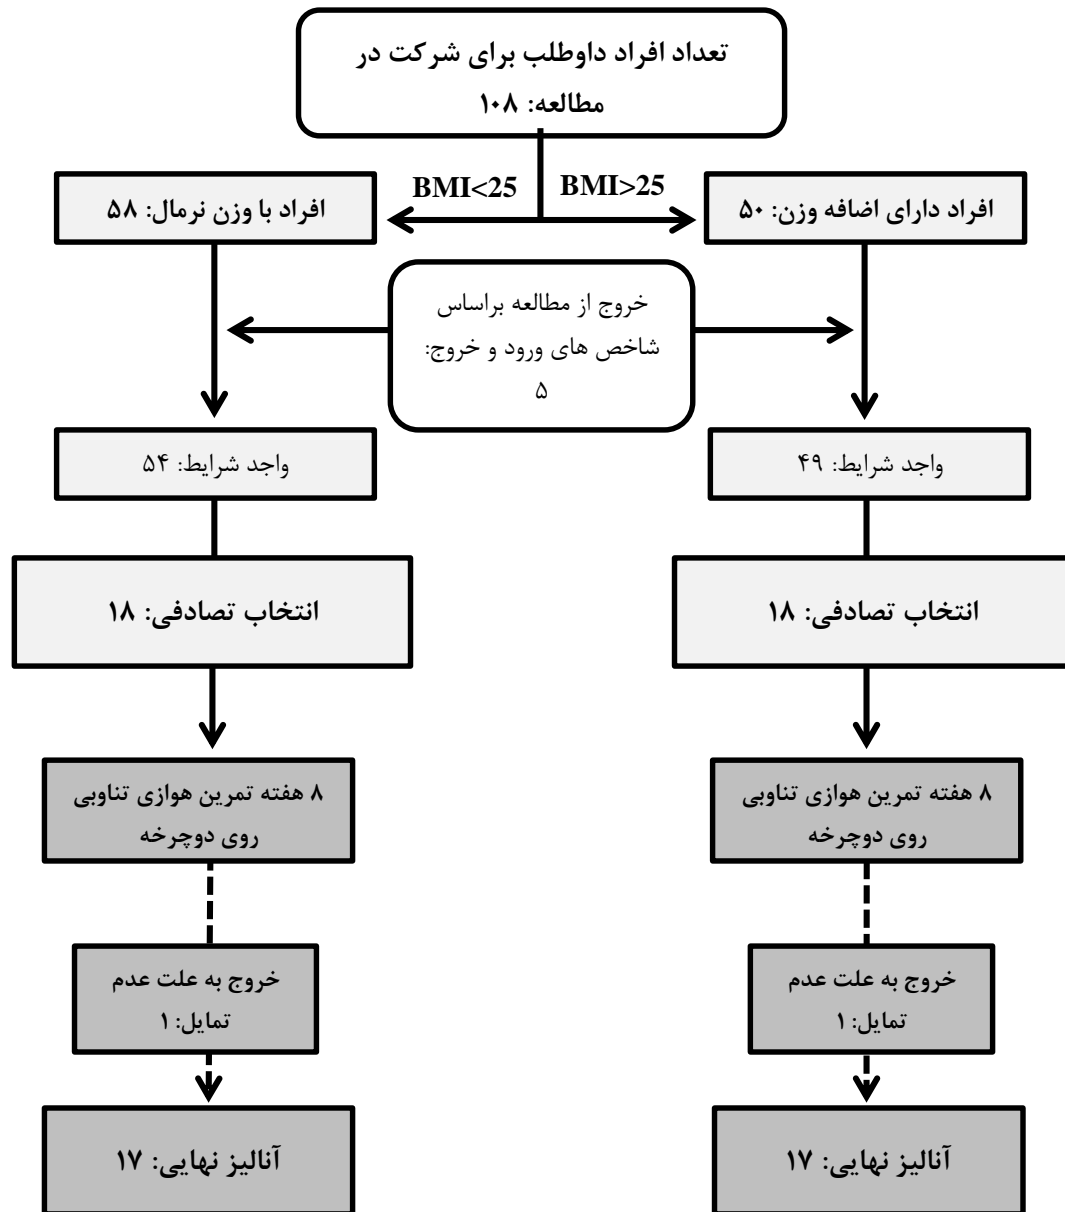 تعداد افراد داوطلب برای شرکت در
مطالعه: ۱۰۸
BMI>25
BMI<25
افراد دارای اضافه وزن: ۵۰
افراد با وزن نرمال: ۵۸
خروج از مطالعه براساس
شاخص های ورود و خروج:
۵
واجد شرایط: ۴۹
واجد شرایط: ۵۴
انتخاب تصادفی: ۱۸
انتخاب تصادفی: ۱۸
۸ هفته تمرین هوازی تناوبی
روی دوچرخه
۸ هفته تمرین هوازی تناوبی
روی دوچرخه
خروج به علت عدم
تمایل: ۱
خروج به علت عدم
تمایل: ۱
آنالیز نهایی: ۱۷
آنالیز نهایی: ۱۷